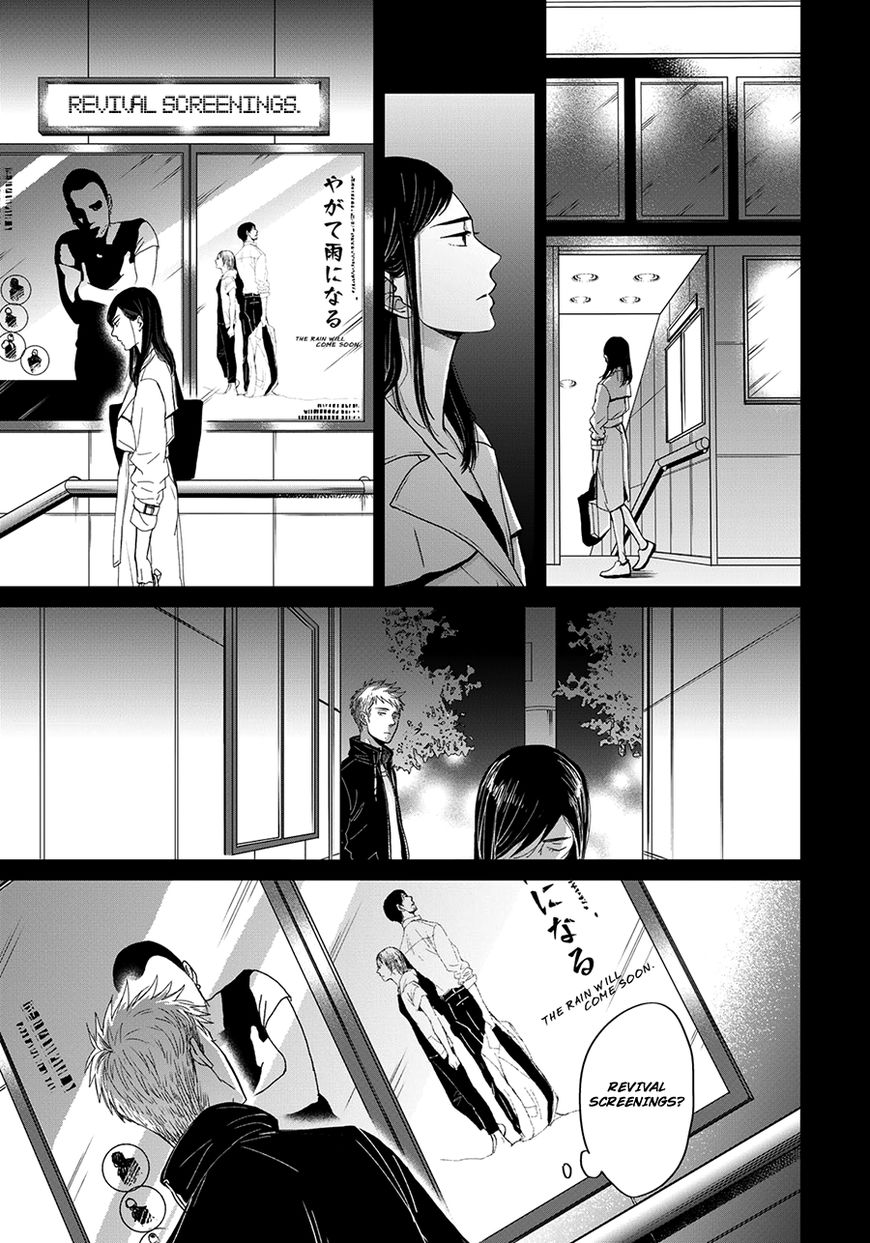 REVIVAL SCREENINGS.
やがて雨になる
THE RAIN WILL
COME SOON.
になる
THE RAIN WILL
COME SOON.
REVIVAL
SCREENINGS?